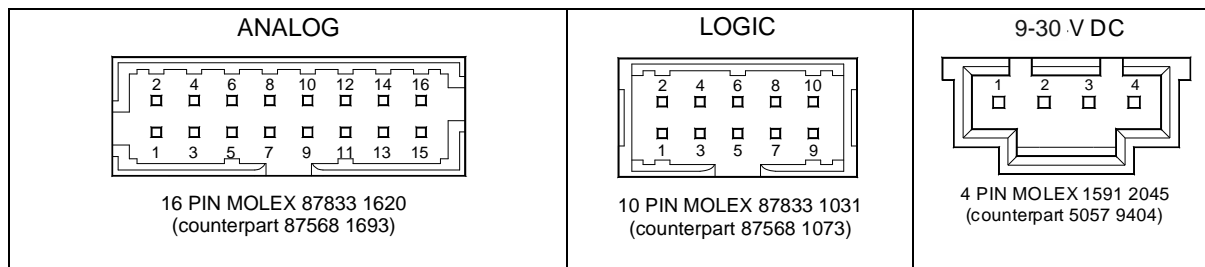 ANALOG
2 4 6 8 10 12 14 16
1 3 5 7 9 11 13 15
16 PIN MOLEX 87833 1620
(counterpart 87568 1693)
LOGIC
2 4 6 8 10
1 3 5 7 9
10 PIN MOLEX 87833 1031
(counterpart 87568 1073)
9-30 V DC
1 2 3 4
4 PIN MOLEX 1591 2045
(counterpart 5057 9404)